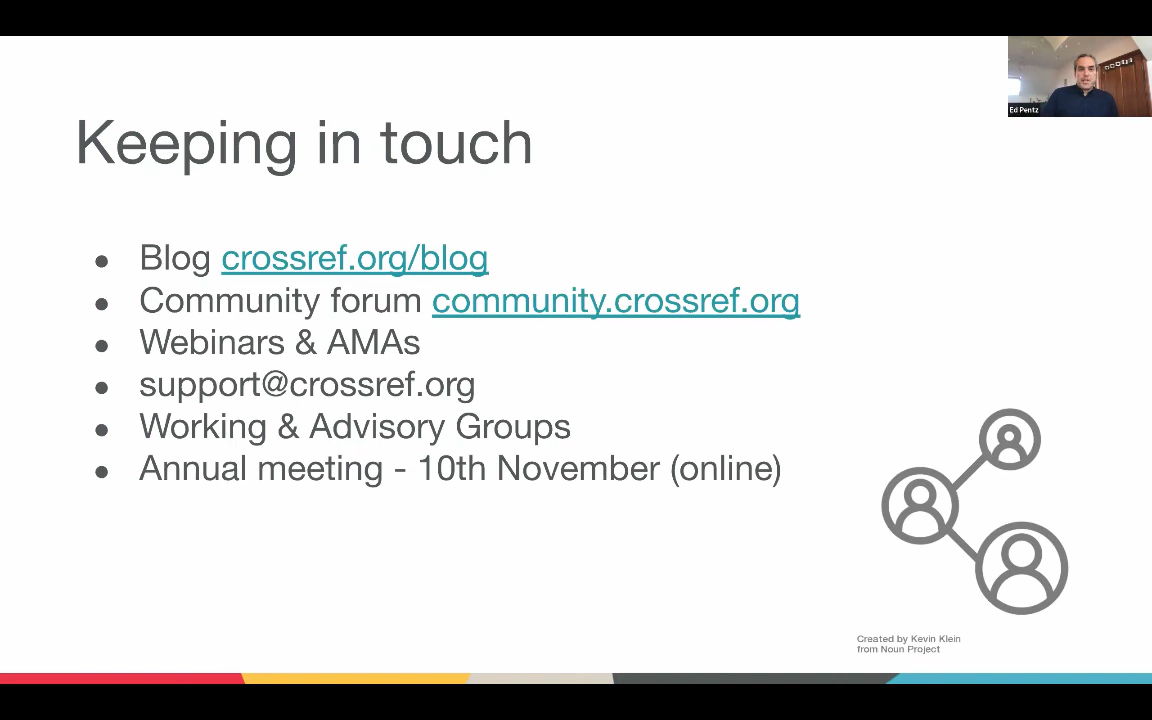 Ed Pentz
Keeping in touch
● Blog crossref.org/blog
● Community forum community.crossref.org
● Webinars & AMAs
● support@crossref.org
● Working & Advisory Groups
● Annual meeting - 10th November (online)
Created by Kevin Klein
from Noun Project